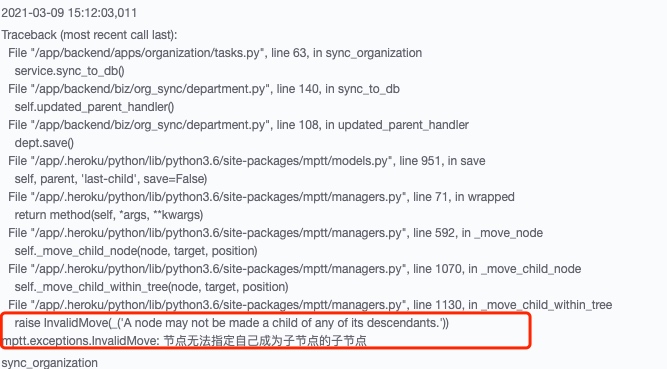 2021-03-09 15:12:03,011
Traceback (most recent call last):
File "/app/backend/apps/organization/tasks.py", line 63, in sync_organization
service.sync_to_db()
File "/app/backend/biz/org_sync/department.py", line 140, in sync_to_db
self.updated_parent_handler()
File "/app/backend/biz/org_sync/department.py", line 108, in updated_parent_handler
dept.save()
File "/app/.heroku/python/lib/python3.6/site-packages/mptt/models.py", line 951, in save
self, parent, 'last-child', save=False)
File "/app/.heroku/python/lib/python3.6/site-packages/mptt/managers.py", line 71, in wrapped
return method(self, *args, **kwargs)
File "/app/.heroku/python/lib/python3.6/site-packages/mptt/managers.py", line 592, in _move_node
self._move_child_node(node, target, position)
File "/app/.heroku/python/lib/python3.6/site-packages/mptt/managers.py", line 1070, in _move_child_node
self._move_child_within_tree(node, target, position)
File "/app/.heroku/python/lib/python3.6/site-packages/mptt/managers.py", line 1130, in _move_child_within_tree
raise InvalidMove(_('A node may not be made a child of any of its descendants.'))
mptt.exceptions.InvalidMove: 节点无法指定自己成为子节点的子节点
sync_organization